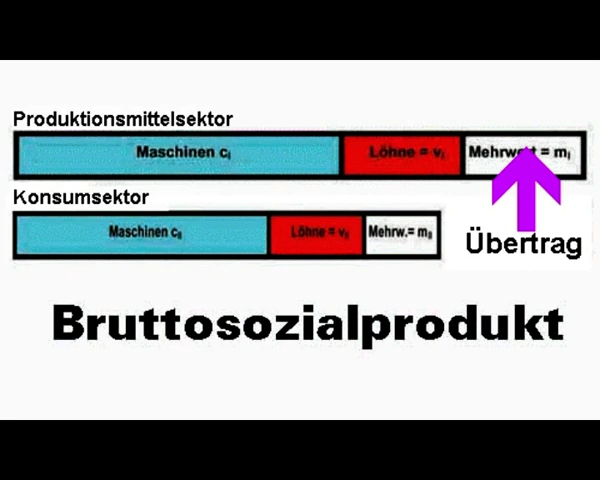 Produktionsmittelsektor
Maschinen cI Löhne = vI Mehrwert = mI
Konsumsektor
Maschinen cII Löhne = vII Mehrw.= mII
Übertrag
Bruttosozialprodukt